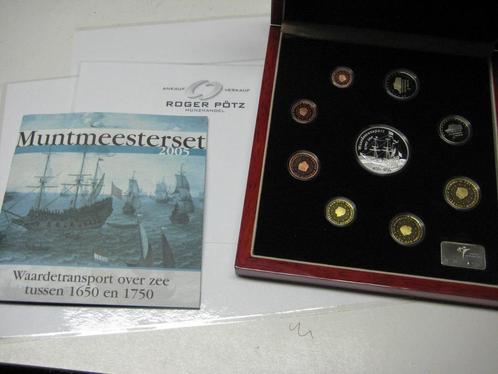 ANKAUF VERKAUF
ROGER PÖTZ
MÜNZHANDEL
Muntmeesterset
2005
Waardetransport over zee
tussen 1650 en 1750